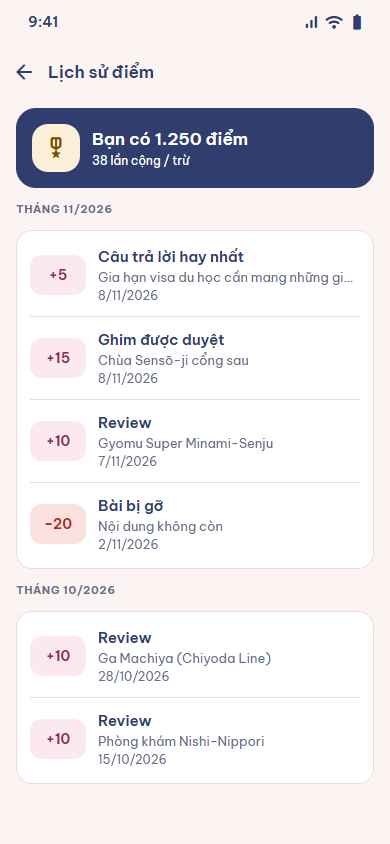 9:41
Lịch sử điểm
Bạn có 1.250 điểm
38 lần cộng / trừ
THÁNG 11/2026
+5
Câu trả lời hay nhất
Gia hạn visa du học cần mang những gi...
8/11/2026
+15
Ghim được duyệt
Chùa Sensō-ji cổng sau
8/11/2026
+10
Review
Gyomu Super Minami-Senju
7/11/2026
-20
Bài bị gỡ
Nội dung không còn
2/11/2026
THÁNG 10/2026
+10
Review
Ga Machiya (Chiyoda Line)
28/10/2026
+10
Review
Phòng khám Nishi-Nippori
15/10/2026